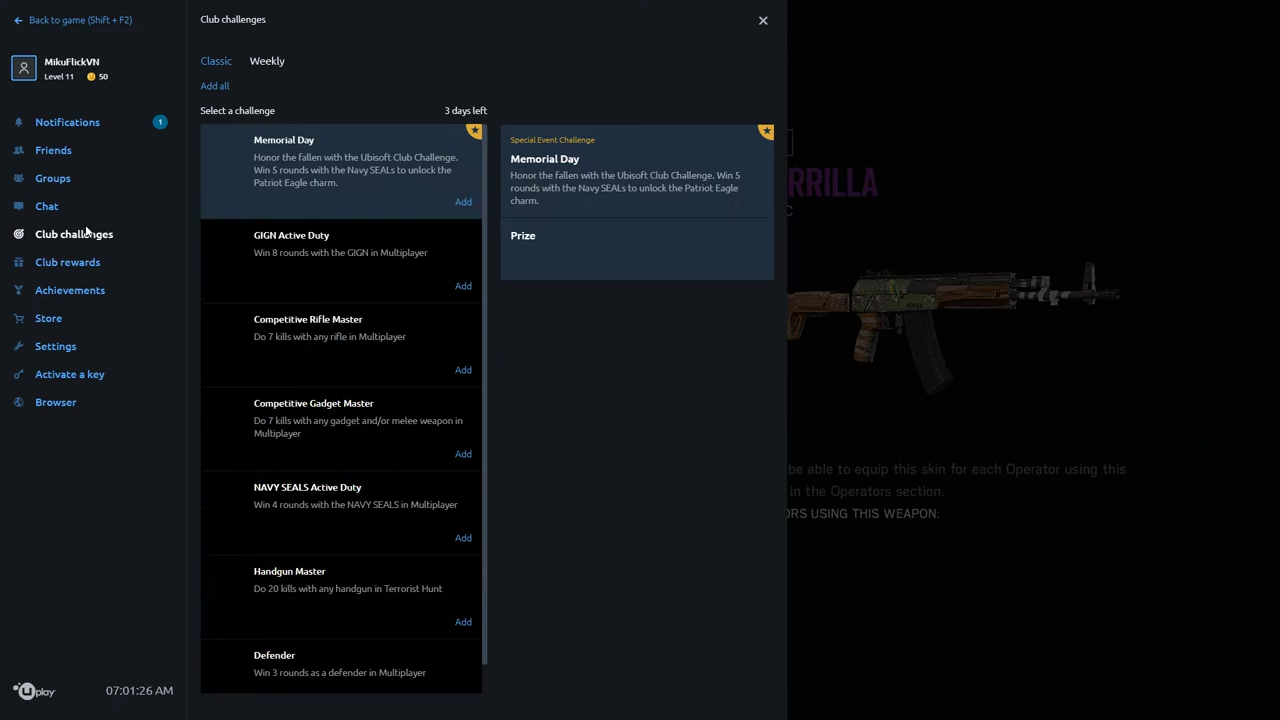 Back to game (Shift + F2)
MikuFlickVN
Level 11 50
Notifications 1
Friends
Groups
Chat
Club challenges
Club rewards
Achievements
Store
Settings
Activate a key
Browser
uplay 07:01:26 AM
Club challenges
Classic Weekly
Add all
Select a challenge 3 days left
Memorial Day
Honor the fallen with the Ubisoft Club Challenge.
Win 5 rounds with the Navy SEALs to unlock the
Patriot Eagle charm.
Add
GIGN Active Duty
Win 8 rounds with the GIGN in Multiplayer
Add
Competitive Rifle Master
Do 7 kills with any rifle in Multiplayer
Add
Competitive Gadget Master
Do 7 kills with any gadget and/or melee weapon in
Multiplayer
Add
NAVY SEALS Active Duty
Win 4 rounds with the NAVY SEALS in Multiplayer
Add
Handgun Master
Do 20 kills with any handgun in Terrorist Hunt
Add
Defender
Win 3 rounds as a defender in Multiplayer
Special Event Challenge
Memorial Day
Honor the fallen with the Ubisoft Club Challenge. Win 5
rounds with the Navy SEALs to unlock the Patriot Eagle
charm.
Prize
RRILLA
C
be able to equip this skin for each Operator using this
in the Operators section.
ORS USING THIS WEAPON: